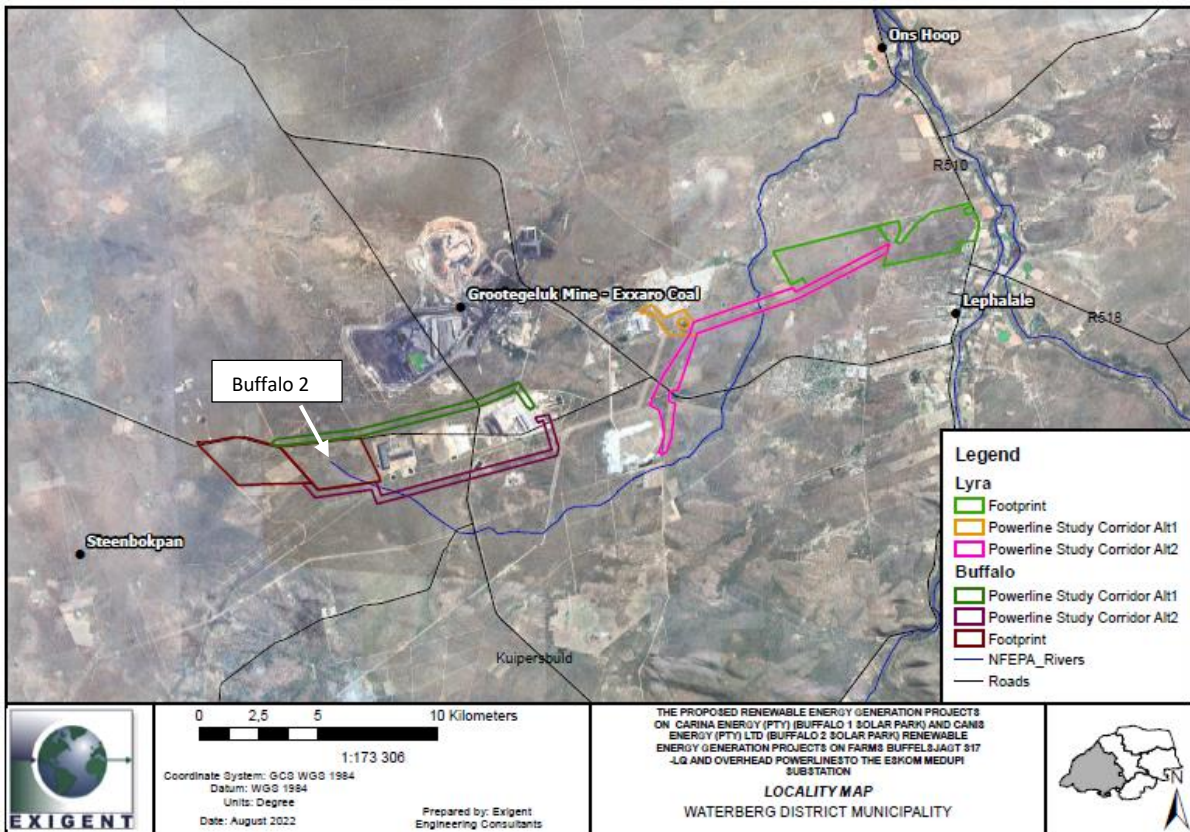 Ons Hoop
R510
Grootegeluk Mine - Exxaro Coal
Lephalale
R518
Buffalo 2
Steenbokpan
Kuipersbuld
Legend
Lyra
Footprint
Powerline Study Corridor Alt1
Powerline Study Corridor Alt2
Buffalo
Powerline Study Corridor Alt1
Powerline Study Corridor Alt2
Footprint
NFEPA_Rivers
Roads
EXIGENT
0 2,5 5 10 Kilometers
1:173 306
Coordinate System: GCS WGS 1984
Datum: WGS 1984
Units: Degree
Date: August 2022
Prepared by: Exigent
Engineering Consultants
THE PROPOSED RENEWABLE ENERGY GENERATION PROJECTS
ON CARINA ENERGY (PTY) (BUFFALO 1 SOLAR PARK) AND CANIS
ENERGY (PTY) LTD (BUFFALO 2 SOLAR PARK) RENEWABLE
ENERGY GENERATION PROJECTS ON FARMS BUFFELSJAGT 317
-LQ AND OVERHEAD POWERLINESTO THE ESKOM MEDUPI
SUBSTATION
LOCALITY MAP
WATERBERG DISTRICT MUNICIPALITY
N